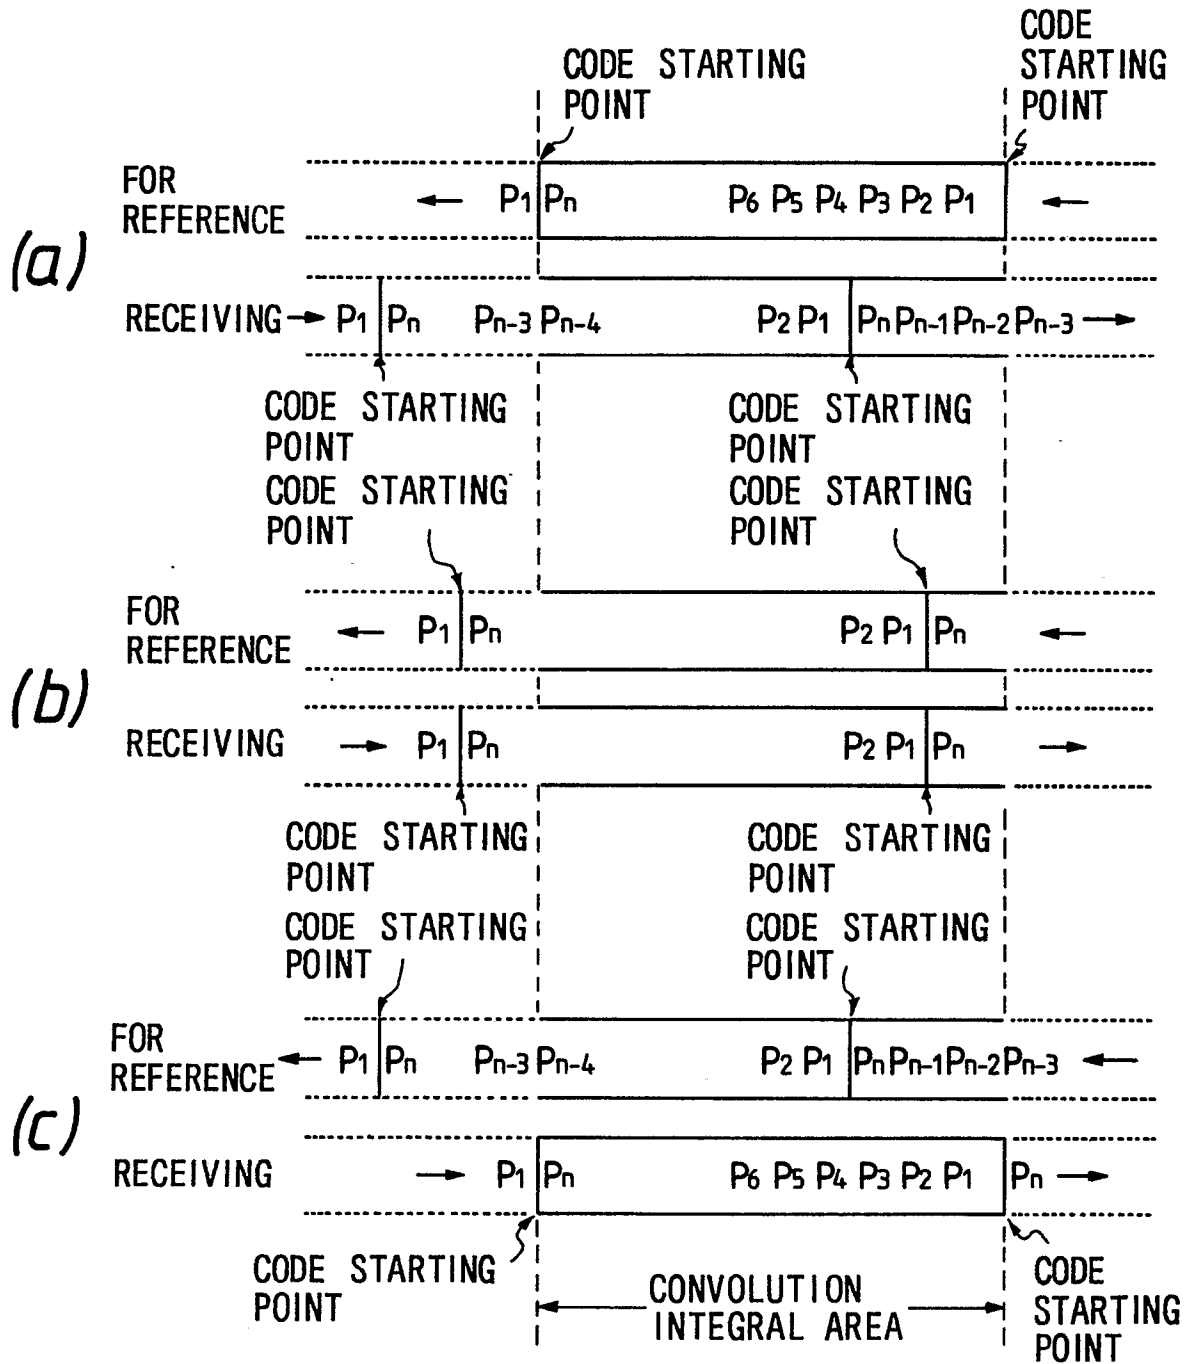 CODE STARTING
POINT
CODE
STARTING
POINT
FOR
REFERENCE
P1 Pn P6 P5 P4 P3 P2 P1
(a)
RECEIVING P1 Pn Pn-3 Pn-4 P2 P1 Pn Pn-1 Pn-2 Pn-3
CODE STARTING
POINT
CODE STARTING
POINT
CODE STARTING
POINT
CODE STARTING
POINT
FOR
REFERENCE
P1 Pn P2 P1 Pn
(b)
RECEIVING P1 Pn P2 P1 Pn
CODE STARTING
POINT
CODE STARTING
POINT
CODE STARTING
POINT
CODE STARTING
POINT
FOR
REFERENCE
P1 Pn Pn-3 Pn-4 P2 P1 Pn Pn-1 Pn-2 Pn-3
(c)
RECEIVING P1 Pn P6 P5 P4 P3 P2 P1 Pn
CODE STARTING
POINT
CONVOLUTION
INTEGRAL AREA
CODE
STARTING
POINT